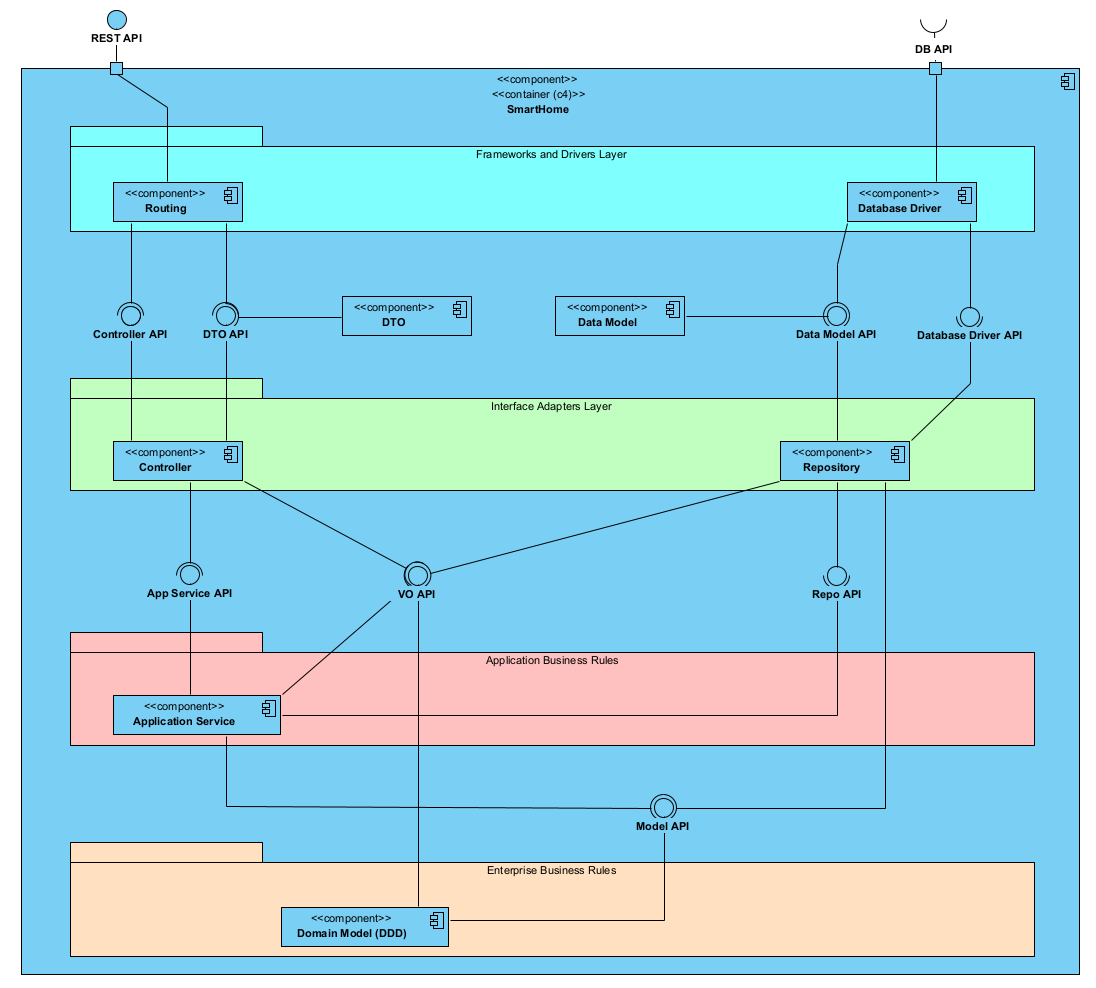 REST API
DB API
<<component>>
<<container (c4)>>
SmartHome
Frameworks and Drivers Layer
<<component>>
Routing
<<component>>
Database Driver
<<component>>
DTO
<<component>>
Data Model
Controller API
DTO API
Data Model API
Database Driver API
Interface Adapters Layer
<<component>>
Controller
<<component>>
Repository
App Service API
VO API
Repo API
Application Business Rules
<<component>>
Application Service
Model API
Enterprise Business Rules
<<component>>
Domain Model (DDD)